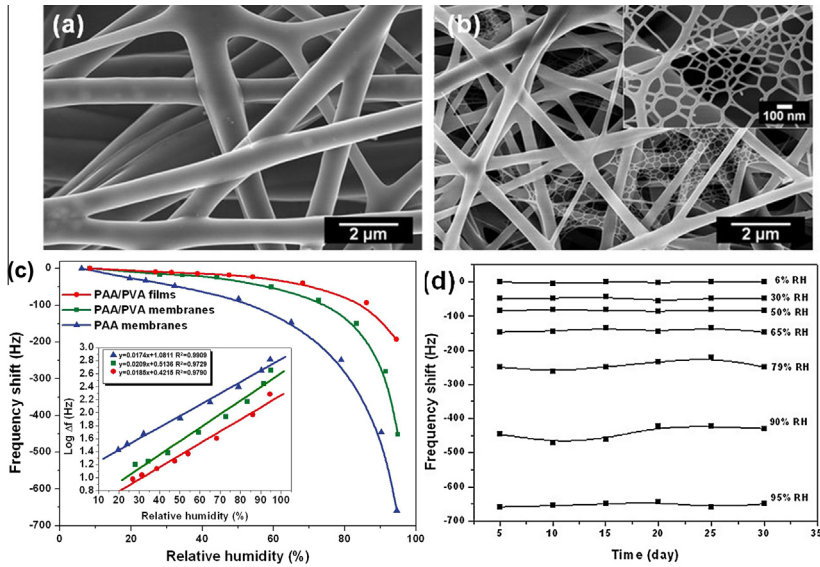 (a)
2 µm
(b)
100 nm
2 µm
(c)
0
-100
-200
-300
-400
-500
-600
-700
Frequency shift (Hz)
PAA/PVA films
PAA/PVA membranes
PAA membranes
3.0
2.8
2.6
2.4
2.2
2.0
1.8
1.6
1.4
1.2
1.0
0.8
Log Δf (Hz)
y=0.0174x+1.0811 R²=0.9909
y=0.0209x+0.5136 R²=0.9729
y=0.0185x+0.4215 R²=0.9790
10 20 30 40 50 60 70 80 90 100
Relative humidity (%)
0 20 40 60 80 100
Relative humidity (%)
(d)
0
-100
-200
-300
-400
-500
-600
-700
Frequency shift (Hz)
6% RH
30% RH
50% RH
65% RH
79% RH
90% RH
95% RH
5 10 15 20 25 30 35
Time (day)